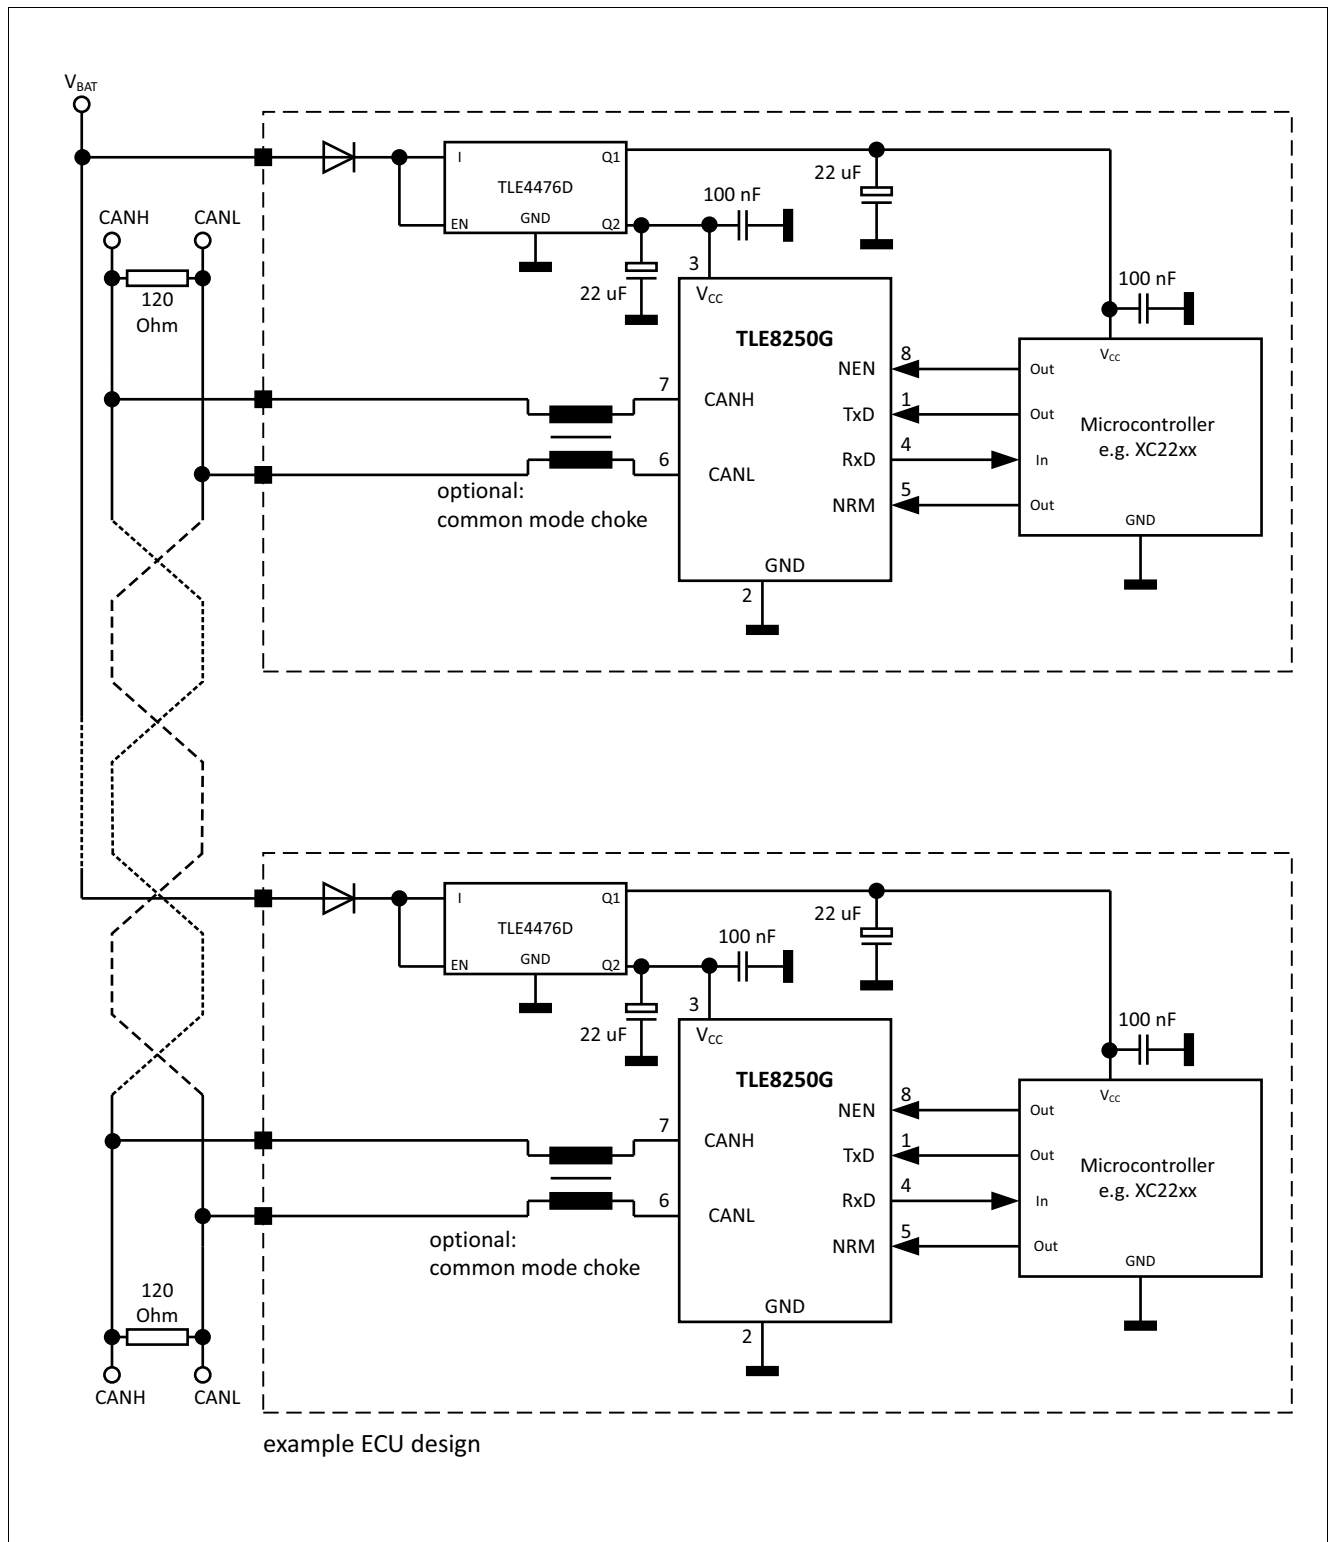 VBAT
I
Q1
TLE4476D
22 uF
100 nF
CANH
CANL
EN
GND
Q2
3
100 nF
120
Ohm
22 uF
VCC
TLE8250G
VCC
8
NEN
Out
7
CANH
1
TxD
Out
Microcontroller
e.g. XC22xx
4
RxD
In
6
CANL
optional:
common mode choke
5
NRM
Out
GND
GND
2
I
Q1
TLE4476D
22 uF
100 nF
EN
GND
Q2
3
100 nF
22 uF
VCC
TLE8250G
VCC
8
NEN
Out
7
CANH
1
TxD
Out
Microcontroller
e.g. XC22xx
4
RxD
In
6
CANL
optional:
common mode choke
5
NRM
Out
GND
120
Ohm
GND
2
CANH
CANL
example ECU design